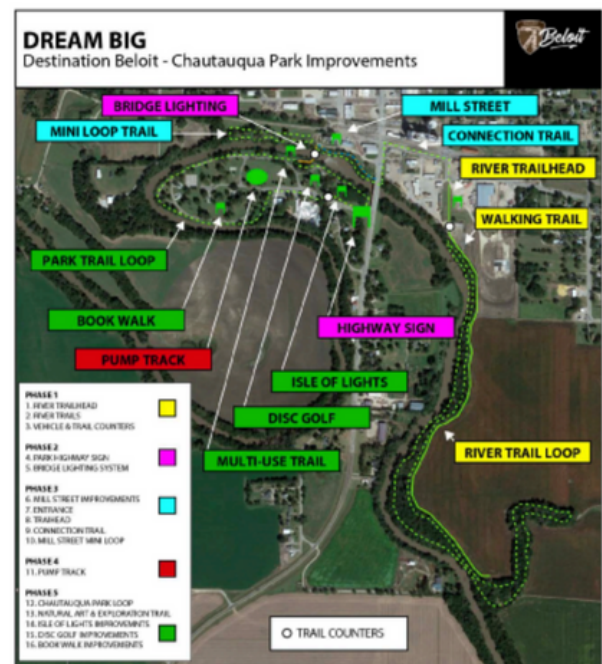 DREAM BIG
Destination Beloit - Chautauqua Park Improvements
Beloit
BRIDGE LIGHTING
MILL STREET
MINI LOOP TRAIL
CONNECTION TRAIL
RIVER TRAILHEAD
WALKING TRAIL
PARK TRAIL LOOP
BOOK WALK
HIGHWAY SIGN
PUMP TRACK
ISLE OF LIGHTS
DISC GOLF
MULTI-USE TRAIL
RIVER TRAIL LOOP
PHASE 1
1. RIVER TRAILHEAD
2. RIVER TRAILS
3. VEHICLE & TRAIL COUNTERS
PHASE 2
4. PARK HIGHWAY SIGN
5. BRIDGE LIGHTING SYSTEM
PHASE 3
6. MILL STREET IMPROVEMENTS
7. ENTRANCE
8. TRAIHEAD
9. CONNECTION TRAIL
10. MILL STREET MINI LOOP
PHASE 4
11. PUMP TRACK
PHASE 5
12. CHAUTAUQUA PARK LOOP
13. NATURAL ART & EXPLORATION TRAIL
14. ISLE OF LIGHTS IMPROVEMNTS
15. DISC GOLF IMPROVEMENTS
16. BOOK WALK IMPROVEMENTS
TRAIL COUNTERS